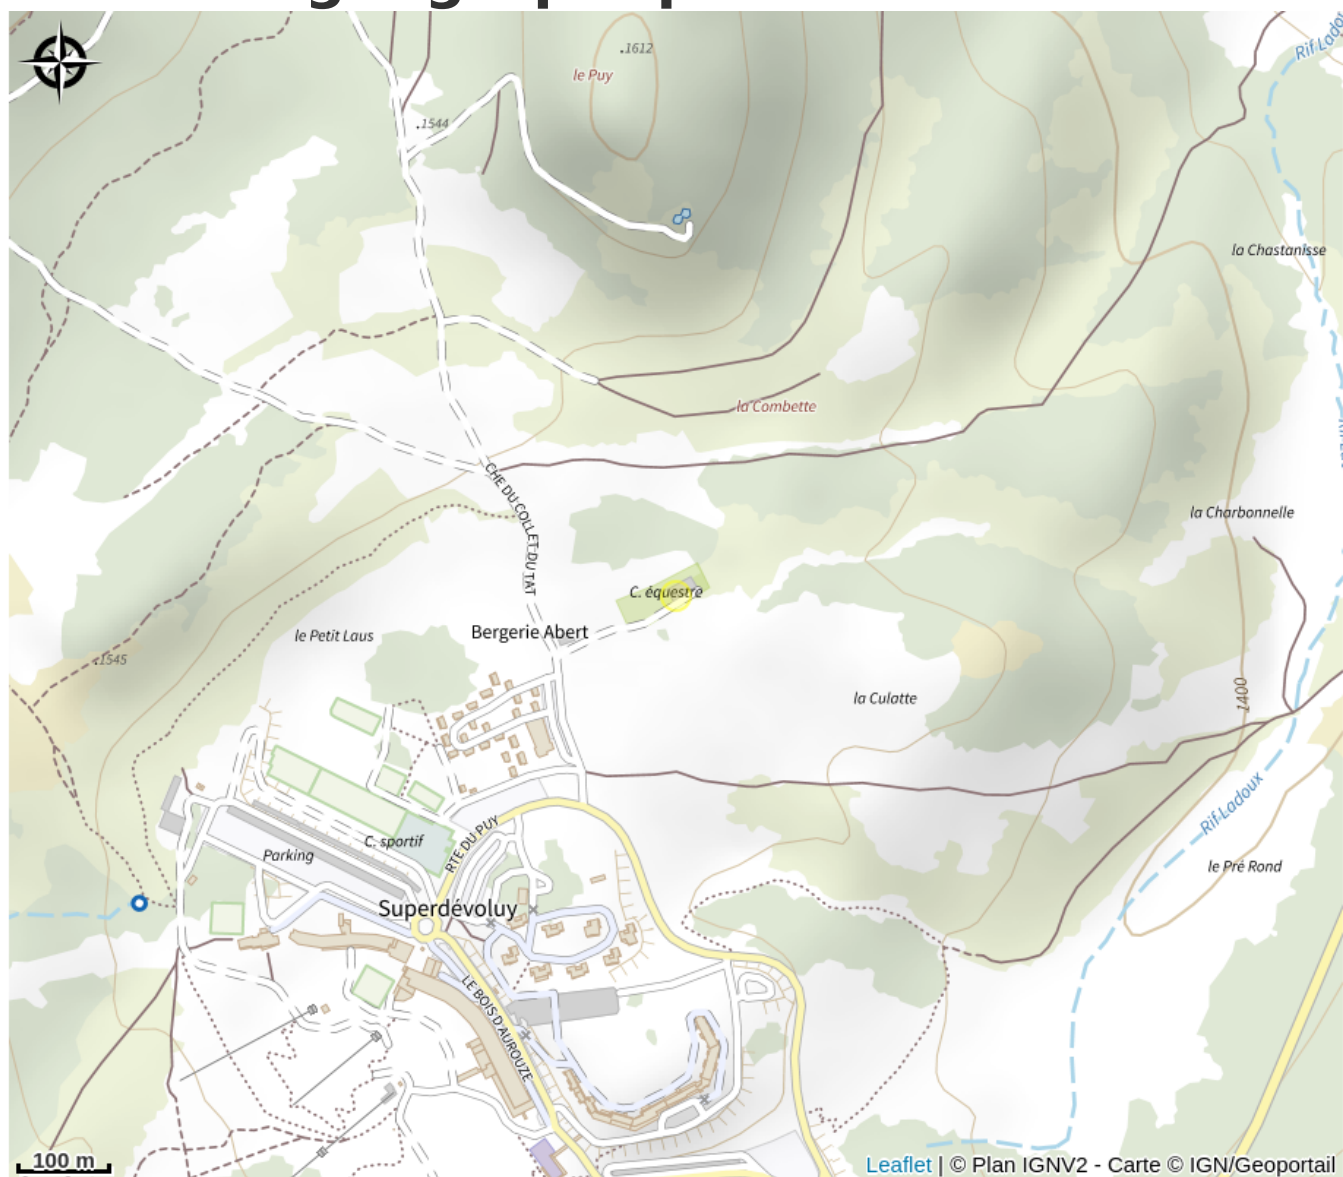 .1612
le Puy
Rif Ladoux
.1544
la Chastanisse
la Combette
CHE DU COLLET DU TAT
la Charbonnelle
C. équestre
Bergerie Abert
le Petit Laus
.1545
1400
la Culatte
Rif Ladoux
RTE DU PUY
C. sportif
Parking
le Pré Rond
Superdévoluy
LE BOIS D'AUROUZE
100 m
Leaflet | © Plan IGNV2 - Carte © IGN/Geoportail